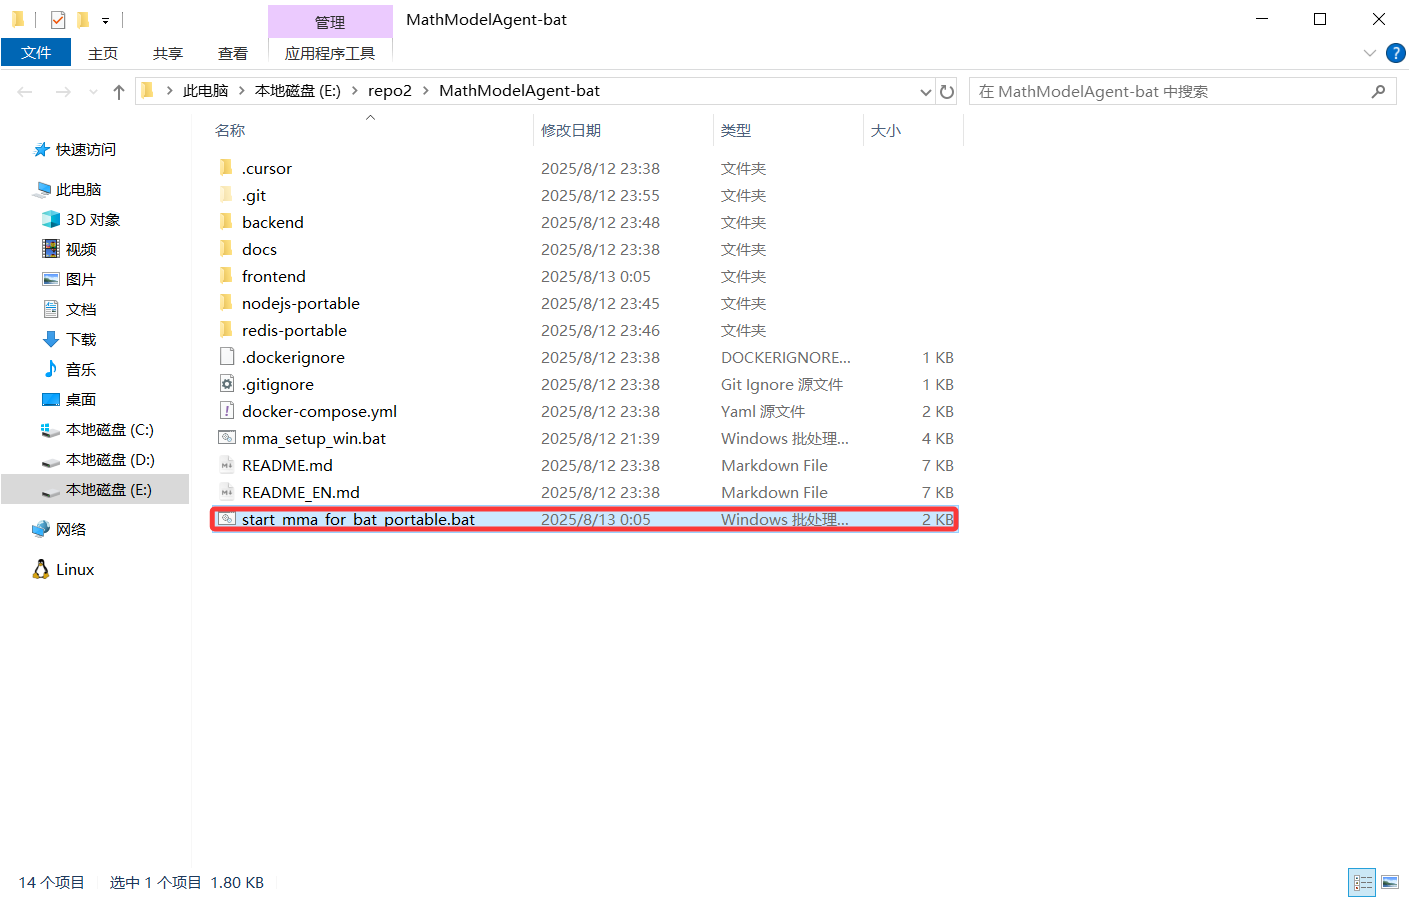 管理
MathModelAgent-bat
文件
主页
共享
查看
应用程序工具
?
此电脑 > 本地磁盘 (E:) > repo2 > MathModelAgent-bat
在 MathModelAgent-bat 中搜索
名称 修改日期 类型 大小
快速访问
此电脑
3D 对象
视频
图片
文档
下载
音乐
桌面
本地磁盘 (C:)
本地磁盘 (D:)
本地磁盘 (E:)
网络
Linux
.cursor 2025/8/12 23:38 文件夹
.git 2025/8/12 23:55 文件夹
backend 2025/8/12 23:48 文件夹
docs 2025/8/12 23:38 文件夹
frontend 2025/8/13 0:05 文件夹
nodejs-portable 2025/8/12 23:45 文件夹
redis-portable 2025/8/12 23:46 文件夹
.dockerignore 2025/8/12 23:38 DOCKERIGNORE... 1 KB
.gitignore 2025/8/12 23:38 Git Ignore 源文件 1 KB
docker-compose.yml 2025/8/12 23:38 Yaml 源文件 2 KB
mma_setup_win.bat 2025/8/12 21:39 Windows 批处理... 4 KB
README.md 2025/8/12 23:38 Markdown File 7 KB
README_EN.md 2025/8/12 23:38 Markdown File 7 KB
start_mma_for_bat_portable.bat 2025/8/13 0:05 Windows 批处理... 2 KB
14 个项目 选中 1 个项目 1.80 KB